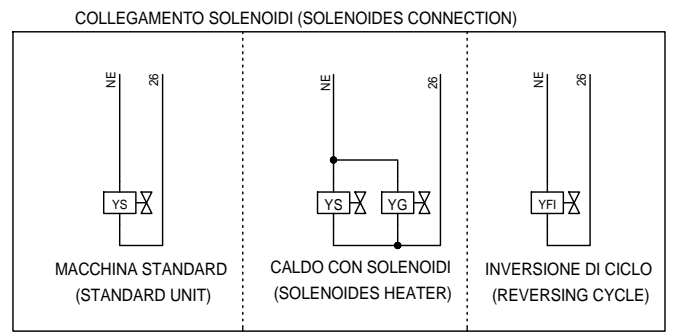 COLLEGAMENTO SOLENOIDI (SOLENOIDES CONNECTION)
NE 26
YS
MACCHINA STANDARD
(STANDARD UNIT)
NE 26
YS YG
CALDO CON SOLENOIDI
(SOLENOIDES HEATER)
NE 26
YFI
INVERSIONE DI CICLO
(REVERSING CYCLE)